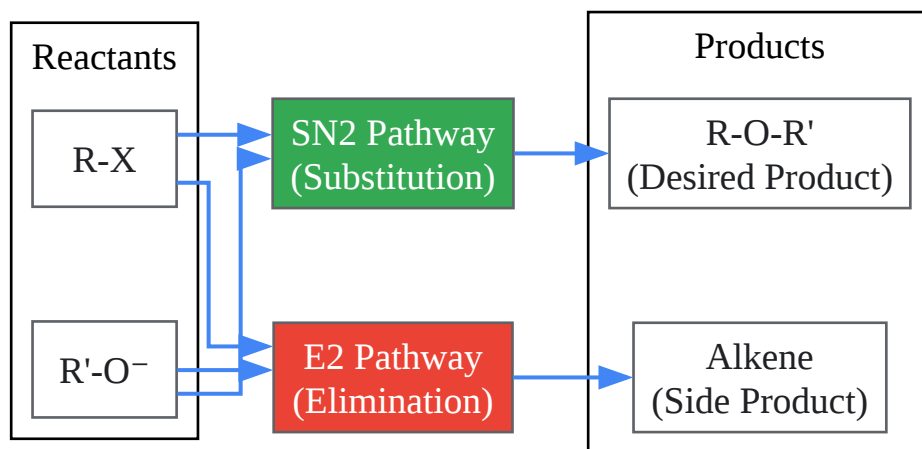 Reactants
R-X
R'-O⁻
SN2 Pathway
(Substitution)
E2 Pathway
(Elimination)
Products
R-O-R'
(Desired Product)
Alkene
(Side Product)